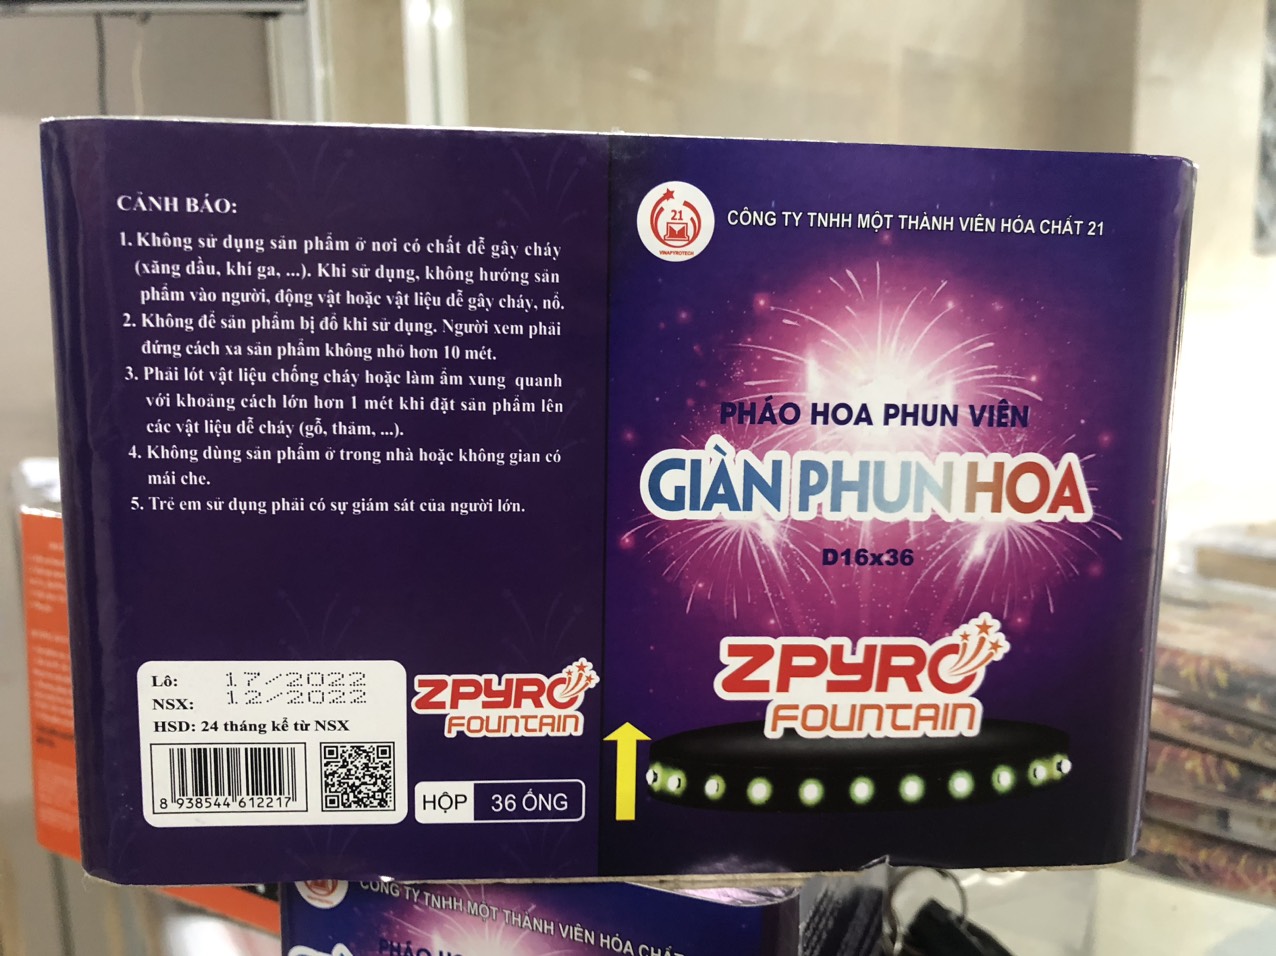 CẢNH BÁO:
1. Không sử dụng sản phẩm ở nơi có chất dễ gây cháy
(xăng dầu, khí ga, ...). Khi sử dụng, không hướng sản
phẩm vào người, động vật hoặc vật liệu dễ gây cháy, nổ.
2. Không để sản phẩm bị đổ khi sử dụng. Người xem phải
đứng cách xa sản phẩm không nhỏ hơn 10 mét.
3. Phải lót vật liệu chống cháy hoặc làm ẩm xung quanh
với khoảng cách lớn hơn 1 mét khi đặt sản phẩm lên
các vật liệu dễ cháy (gỗ, thảm, ...).
4. Không dùng sản phẩm ở trong nhà hoặc không gian có
mái che.
5. Trẻ em sử dụng phải có sự giám sát của người lớn.
Lô: 17/2022
NSX: 12/2022
HSD: 24 tháng kể từ NSX
8 938544 612217
ZPYRO
FOUNTAIN
HỘP 36 ỐNG
21
VINAPYROTECH
CÔNG TY TNHH MỘT THÀNH VIÊN HÓA CHẤT 21
PHÁO HOA PHUN VIÊN
GIÀN PHUN HOA
D16x36
ZPYRO
FOUNTAIN
CÔNG TY TNHH MỘT THÀNH VIÊN HÓA CHẤT
PHÁO